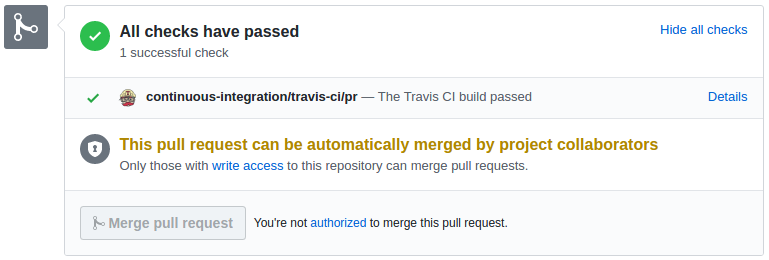 All checks have passed
Hide all checks
1 successful check
continuous-integration/travis-ci/pr — The Travis CI build passed
Details
This pull request can be automatically merged by project collaborators
Only those with write access to this repository can merge pull requests.
Merge pull request
You're not authorized to merge this pull request.